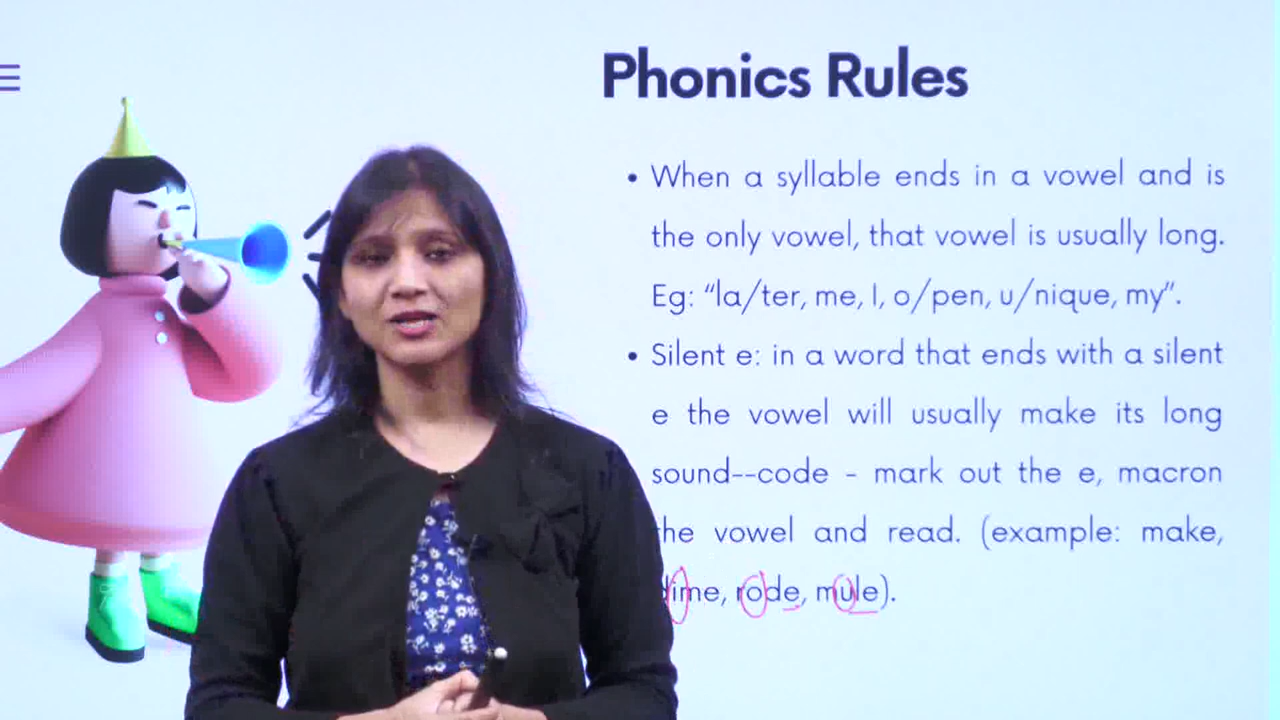 Phonics Rules
• When a syllable ends in a vowel and is
the only vowel, that vowel is usually long.
Eg: “la/ter, me, I, o/pen, u/nique, my”.
• Silent e: in a word that ends with a silent
e the vowel will usually make its long
sound--code - mark out the e, macron
the vowel and read. (example: make,
dime, rode, mule).